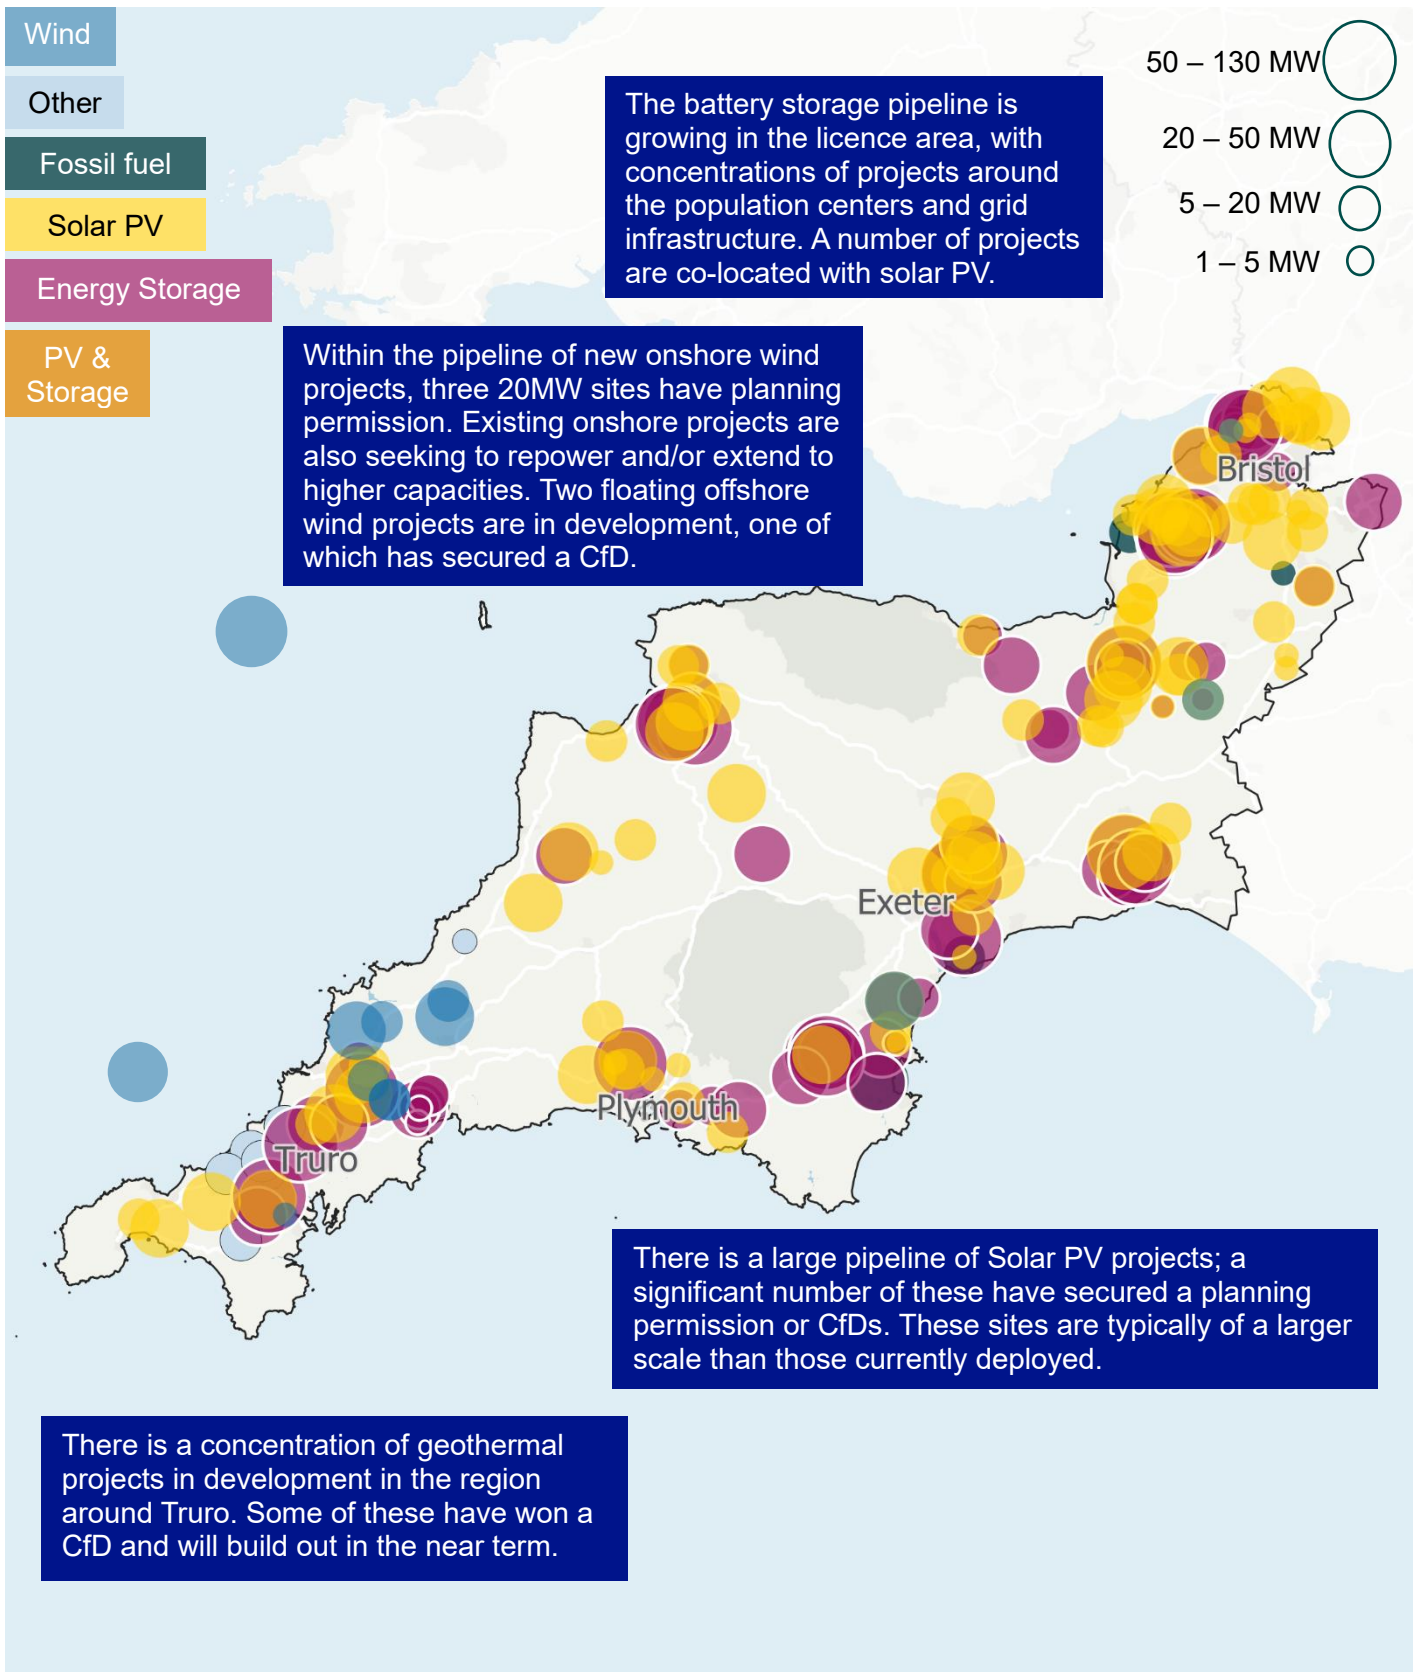 Wind
Other
Fossil fuel
Solar PV
Energy Storage
PV &
Storage
50 – 130 MW
20 – 50 MW
5 – 20 MW
1 – 5 MW
The battery storage pipeline is
growing in the licence area, with
concentrations of projects around
the population centers and grid
infrastructure. A number of projects
are co-located with solar PV.
Within the pipeline of new onshore wind
projects, three 20MW sites have planning
permission. Existing onshore projects are
also seeking to repower and/or extend to
higher capacities. Two floating offshore
wind projects are in development, one of
which has secured a CfD.
Bristol
Exeter
Plymouth
Truro
There is a large pipeline of Solar PV projects; a
significant number of these have secured a planning
permission or CfDs. These sites are typically of a larger
scale than those currently deployed.
There is a concentration of geothermal
projects in development in the region
around Truro. Some of these have won a
CfD and will build out in the near term.